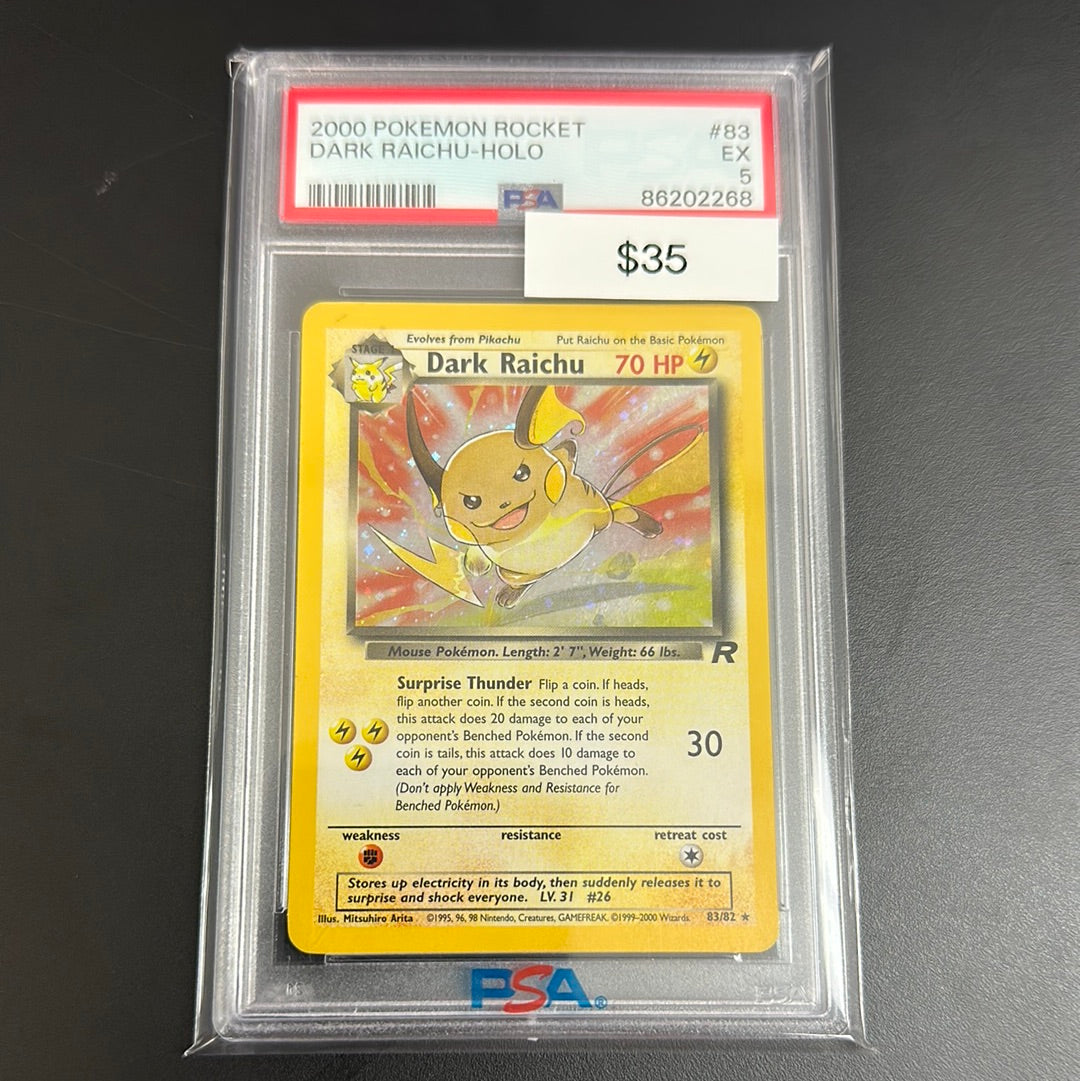 2000 POKEMON ROCKET #83
DARK RAICHU-HOLO EX
5
PSA 86202268
$35
Evolves from Pikachu Put Raichu on the Basic Pokémon
STAGE
Dark Raichu 70 HP
Mouse Pokémon. Length: 2' 7", Weight: 66 lbs.
R
Surprise Thunder Flip a coin. If heads,
flip another coin. If the second coin is heads,
this attack does 20 damage to each of your
opponent's Benched Pokémon. If the second
coin is tails, this attack does 10 damage to
each of your opponent's Benched Pokémon.
(Don't apply Weakness and Resistance for
Benched Pokémon.)
30
weakness resistance retreat cost
Stores up electricity in its body, then suddenly releases it to
surprise and shock everyone. LV. 31 #26
Illus. Mitsuhiro Arita ©1995, 96, 98 Nintendo, Creatures, GAMEFREAK. ©1999-2000 Wizards. 83/82 ★
PSA®